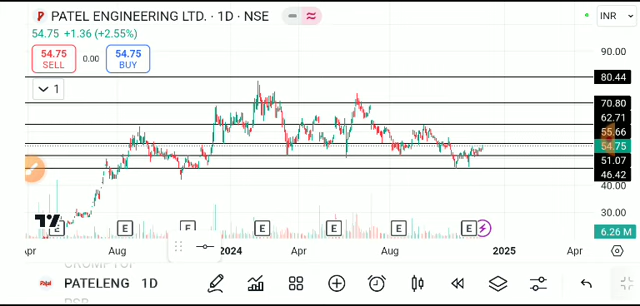 PATEL ENGINEERING LTD. · 1D · NSE
INR
54.75 +1.36 (+2.55%)
54.75
SELL
0.00
54.75
BUY
1
90.00
80.44
70.80
62.71
55.66
54.75
51.07
46.42
40.00
30.00
6.26 M
E E E E E E E
Apr Aug 2024 Apr Aug 2025 Apr
PATELENG 1D